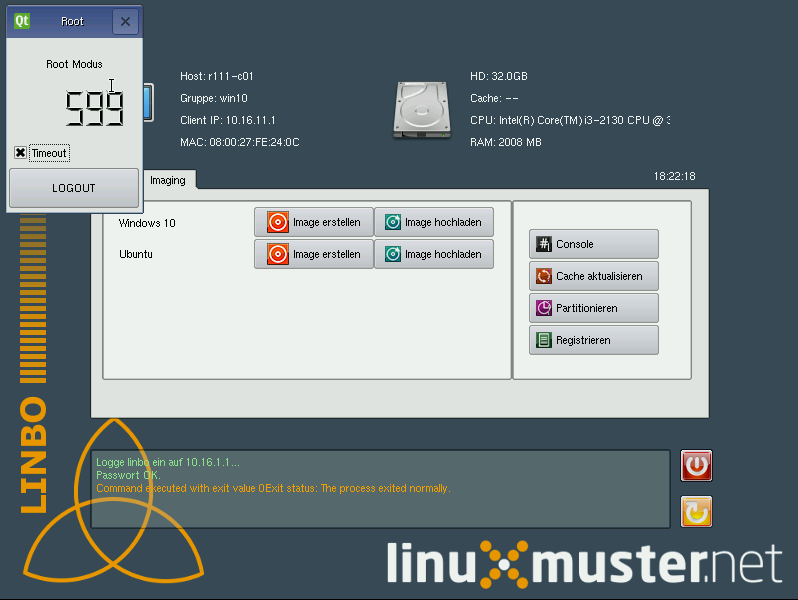 Qt Root
Root Modus
599
Timeout
LOGOUT
Host: r111-c01
Gruppe: win10
Client IP: 10.16.11.1
MAC: 08:00:27:FE:24:0C
HD: 32.0GB
Cache: --
CPU: Intel(R) Core(TM) i3-2130 CPU @
RAM: 2008 MB
Imaging
18:22:18
Windows 10 Image erstellen Image hochladen
Ubuntu Image erstellen Image hochladen
#| Console
Cache aktualisieren
Partitionieren
Registrieren
LINBO
Logge linbo ein auf 10.16.1.1...
Passwort OK.
Command executed with exit value 0Exit status: The process exited normally.
linuxmuster.net